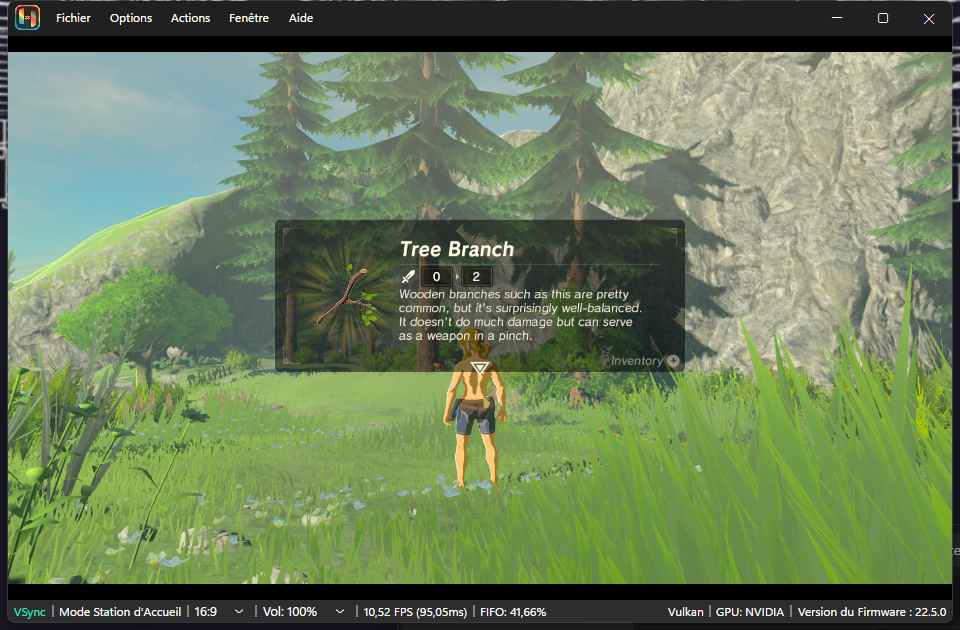 Fichier Options Actions Fenêtre Aide
Tree Branch
0 2
Wooden branches such as this are pretty
common, but it's surprisingly well-balanced.
It doesn't do much damage but can serve
as a weapon in a pinch.
Inventory +
VSync | Mode Station d'Accueil | 16:9 | Vol: 100% | 10,52 FPS (95,05ms) | FIFO: 41,66% Vulkan | GPU: NVIDIA | Version du Firmware : 22.5.0